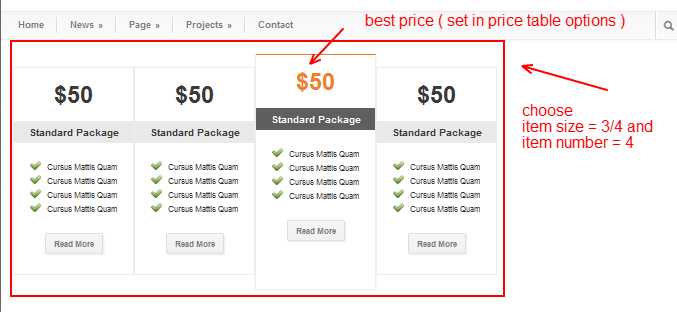 best price ( set in price table options )
Home News » Page » Projects » Contact
$50 $50 $50 $50
Standard Package Standard Package Standard Package Standard Package
Cursus Mattis Quam Cursus Mattis Quam Cursus Mattis Quam Cursus Mattis Quam
Cursus Mattis Quam Cursus Mattis Quam Cursus Mattis Quam Cursus Mattis Quam
Cursus Mattis Quam Cursus Mattis Quam Cursus Mattis Quam Cursus Mattis Quam
Cursus Mattis Quam Cursus Mattis Quam Cursus Mattis Quam Cursus Mattis Quam
Read More Read More Read More Read More
choose
item size = 3/4 and
item number = 4